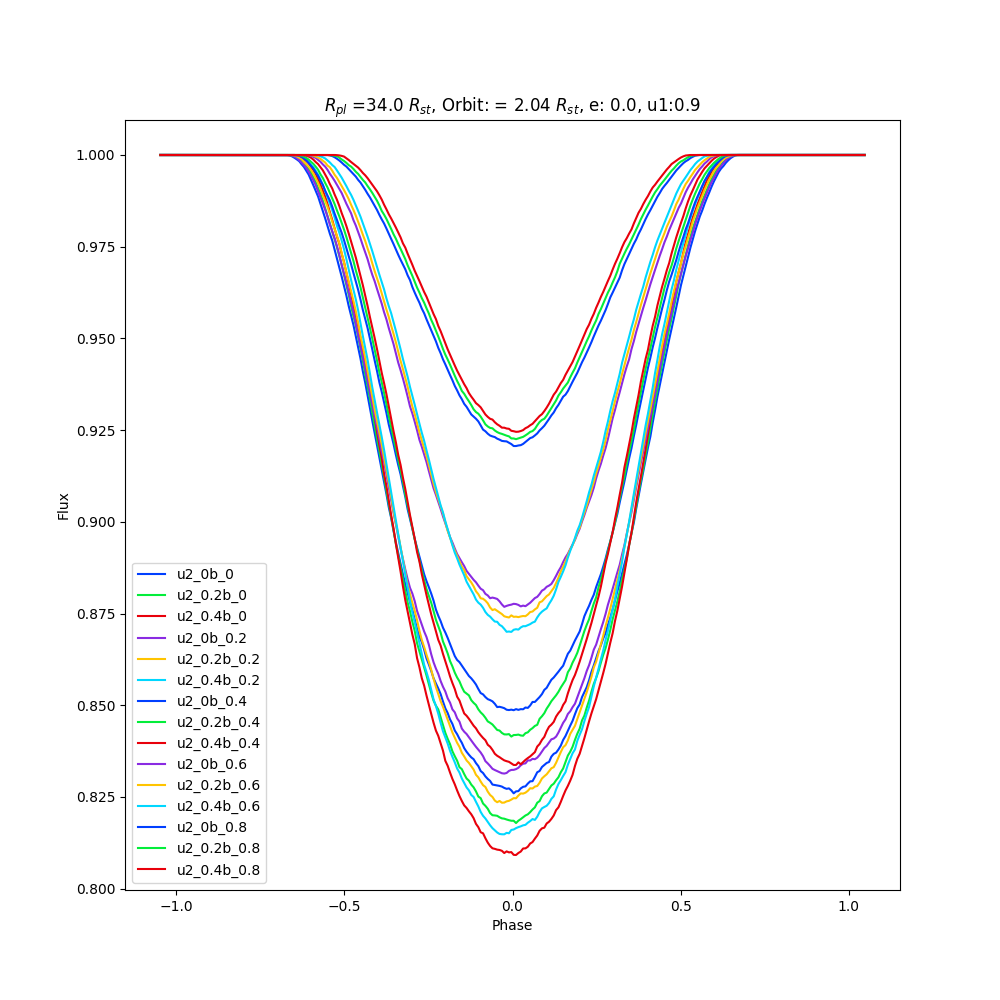 R_pl =34.0 R_st, Orbit: = 2.04 R_st, e: 0.0, u1:0.9
1.000
0.975
0.950
0.925
0.900
0.875
0.850
0.825
0.800
Flux
u2_0b_0
u2_0.2b_0
u2_0.4b_0
u2_0b_0.2
u2_0.2b_0.2
u2_0.4b_0.2
u2_0b_0.4
u2_0.2b_0.4
u2_0.4b_0.4
u2_0b_0.6
u2_0.2b_0.6
u2_0.4b_0.6
u2_0b_0.8
u2_0.2b_0.8
u2_0.4b_0.8
−1.0 −0.5 0.0 0.5 1.0
Phase